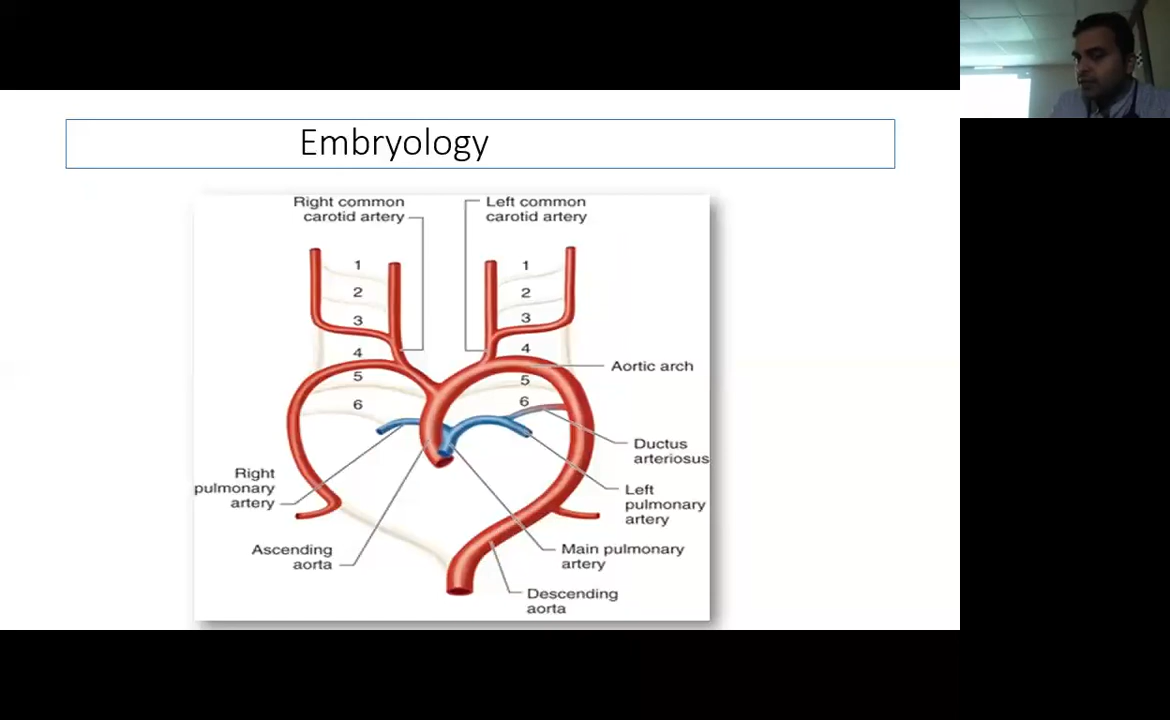 Embryology
Right common
carotid artery
Left common
carotid artery
1
1
2
2
3
3
4
4
Aortic arch
5
5
6
6
Ductus
arteriosus
Right
pulmonary
artery
Left
pulmonary
artery
Ascending
aorta
Main pulmonary
artery
Descending
aorta